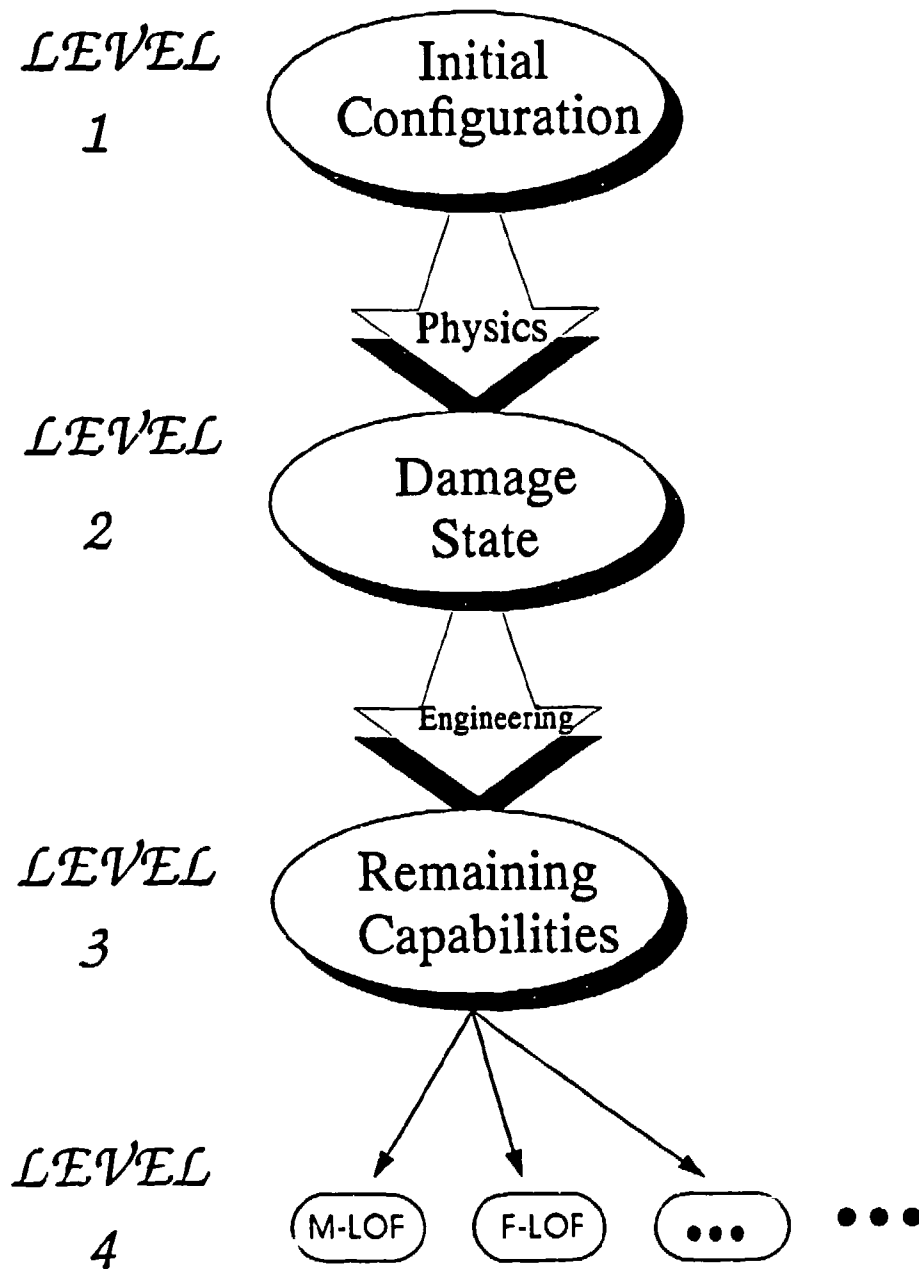 LEVEL
1
Initial
Configuration
Physics
LEVEL
2
Damage
State
Engineering
LEVEL
3
Remaining
Capabilities
LEVEL
4
M-LOF
F-LOF
•••
•••